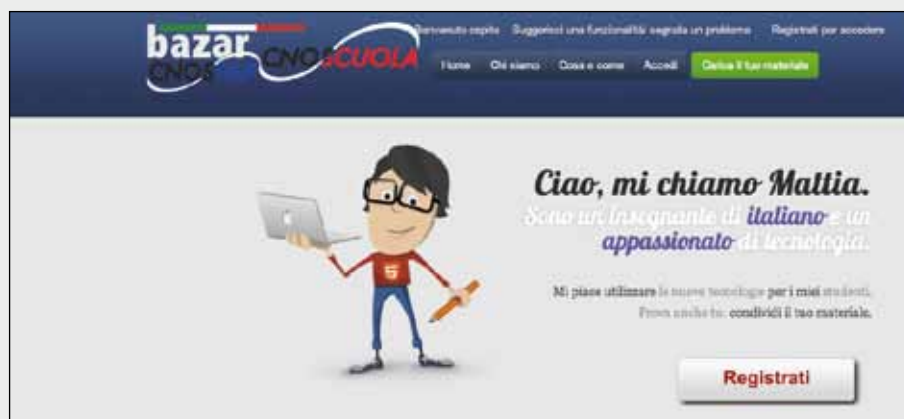 Benvenuto ospite Suggerisci una funzionalità/ segnala un problema Registrati per accedere
bazar
CNOSFAP CNOSCUOLA
Home Chi siamo Cosa e come Accedi Carica il tuo materiale
Ciao, mi chiamo Mattia.
Sono un insegnante di italiano e un
appassionato di tecnologia.
Mi piace utilizzare le nuove tecnologie per i miei studenti.
Prova anche tu: condividi il tuo materiale.
5
Registrati